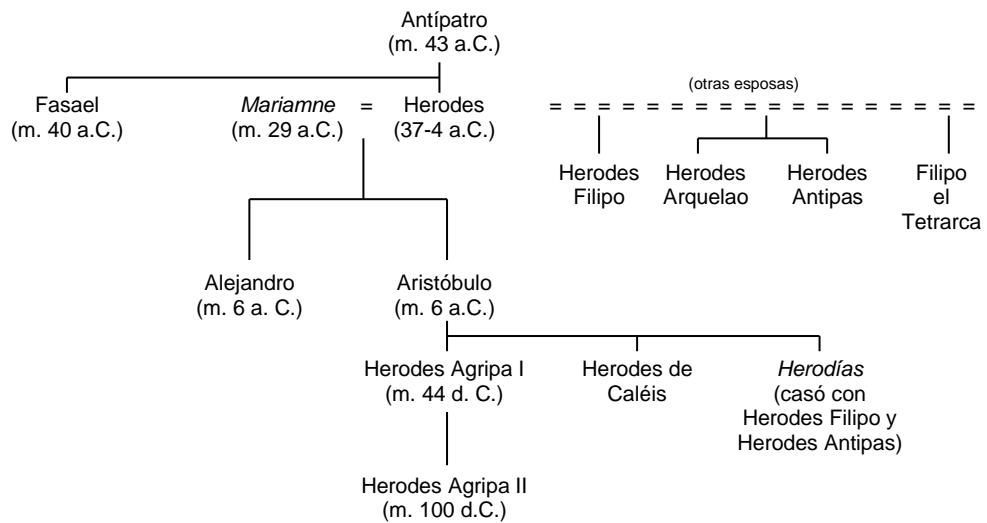 Antípatro
(m. 43 a.C.)
(otras esposas)
Fasael
(m. 40 a.C.)
Mariamne = Herodes = = = = = = = = = = = = = = = = = =
(m. 29 a.C.)
(37-4 a.C.)
Herodes
Filipo
Herodes
Arquelao
Herodes
Antipas
Filipo
el
Tetrarca
Alejandro
(m. 6 a. C.)
Aristóbulo
(m. 6 a.C.)
Herodes Agripa I
(m. 44 d. C.)
Herodes de
Caléis
Herodías
(casó con
Herodes Filipo y
Herodes Antipas)
Herodes Agripa II
(m. 100 d.C.)